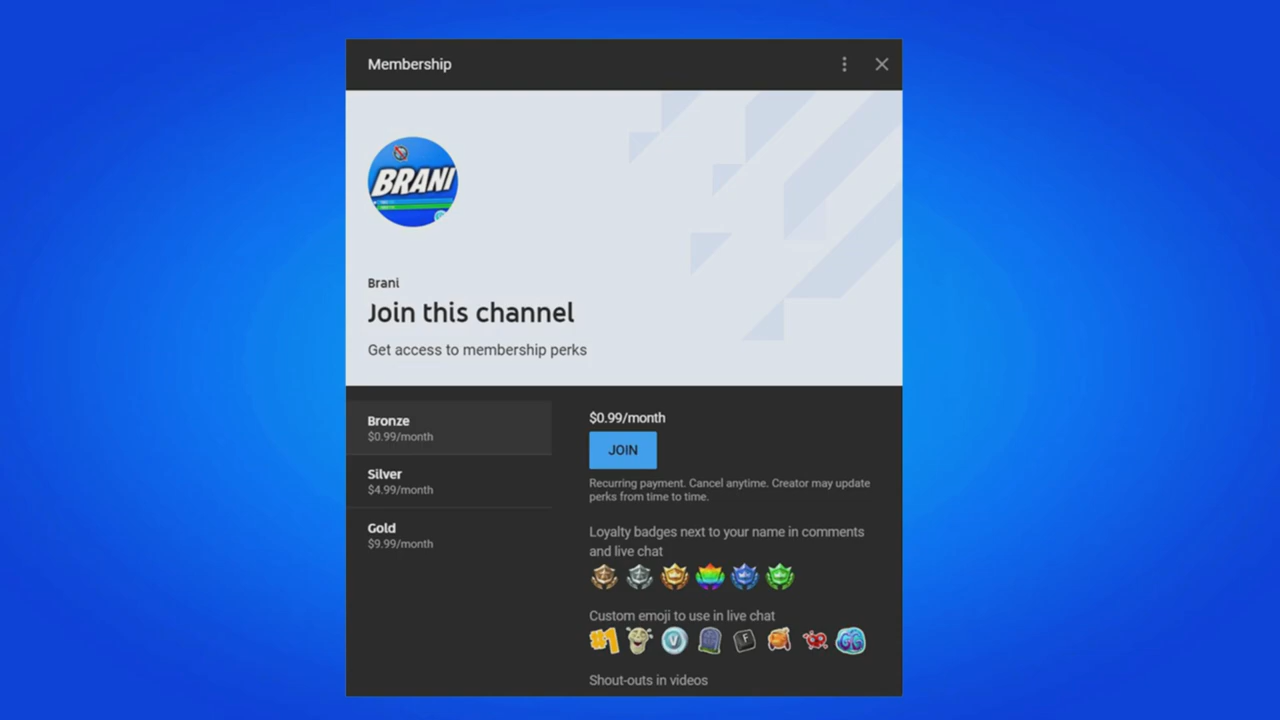 Membership
BRANI
Brani
Join this channel
Get access to membership perks
Bronze
$0.99/month
Silver
$4.99/month
Gold
$9.99/month
$0.99/month
JOIN
Recurring payment. Cancel anytime. Creator may update
perks from time to time.
Loyalty badges next to your name in comments
and live chat
Custom emoji to use in live chat
#1
V
F
GG
Shout-outs in videos